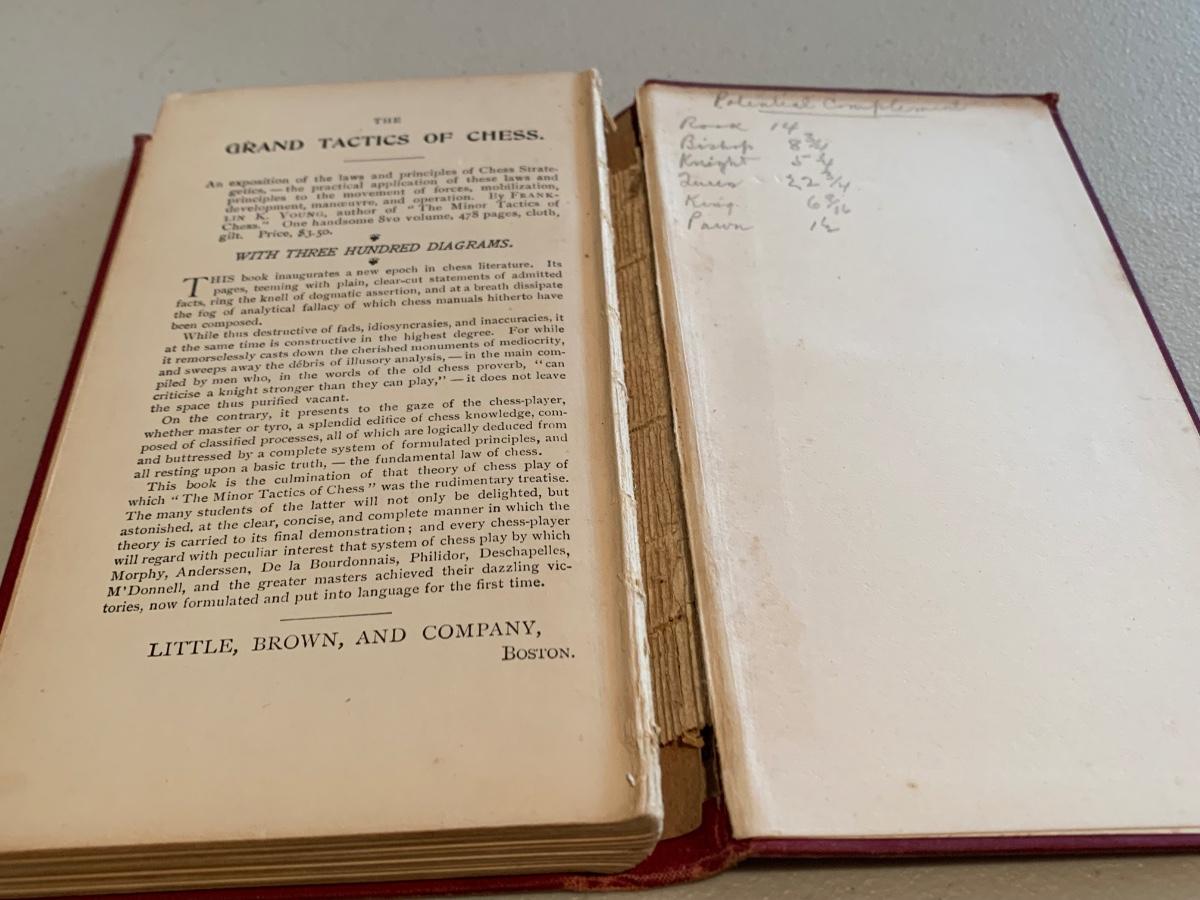 THE
GRAND TACTICS OF CHESS.
An exposition of the laws and principles of Chess Strate-
getics, — the practical application of these laws and
principles to the movement of forces, mobilization,
development, manœuvre, and operation. By FRANK-
LIN K. YOUNG, author of "The Minor Tactics of
Chess." One handsome 8vo volume, 478 pages, cloth,
gilt. Price, $3.50.
WITH THREE HUNDRED DIAGRAMS.
THIS book inaugurates a new epoch in chess literature. Its
pages, teeming with plain, clear-cut statements of admitted
facts, ring the knell of dogmatic assertion, and at a breath dissipate
the fog of analytical fallacy of which chess manuals hitherto have
been composed.
While thus destructive of fads, idiosyncrasies, and inaccuracies, it
at the same time is constructive in the highest degree. For while
it remorselessly casts down the cherished monuments of mediocrity,
and sweeps away the débris of illusory analysis, — in the main com-
piled by men who, in the words of the old chess proverb, "can
criticise a knight stronger than they can play," — it does not leave
the space thus purified vacant.
On the contrary, it presents to the gaze of the chess-player,
whether master or tyro, a splendid edifice of chess knowledge, com-
posed of classified processes, all of which are logically deduced from
and buttressed by a complete system of formulated principles, and
all resting upon a basic truth, — the fundamental law of chess.
This book is the culmination of that theory of chess play of
which "The Minor Tactics of Chess" was the rudimentary treatise.
The many students of the latter will not only be delighted, but
astonished, at the clear, concise, and complete manner in which the
theory is carried to its final demonstration; and every chess-player
will regard with peculiar interest that system of chess play by which
Morphy, Anderssen, De la Bourdonnais, Philidor, Deschapelles,
M'Donnell, and the greater masters achieved their dazzling vic-
tories, now formulated and put into language for the first time.
LITTLE, BROWN, AND COMPANY,
BOSTON.
Potential Complement
Rook 14
Bishop 8 3/4
Knight 5 1/4
Queen 22 3/4
King 6 9/16
Pawn 1 1/2